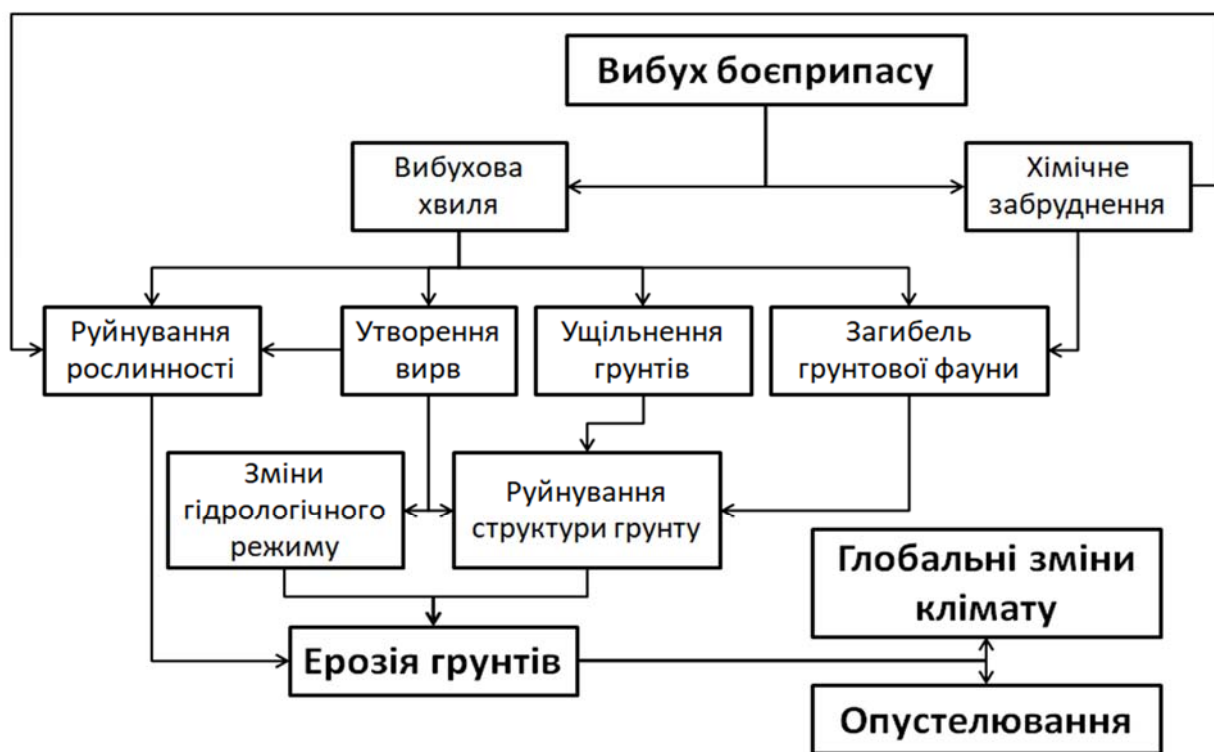 Вибух боєприпасу
Вибухова
хвиля
Хімічне
забруднення
Руйнування
рослинності
Утворення
вирв
Ущільнення
грунтів
Загибель
грунтової фауни
Зміни
гідрологічного
режиму
Руйнування
структури грунту
Глобальні зміни
клімату
Ерозія грунтів
Опустелювання